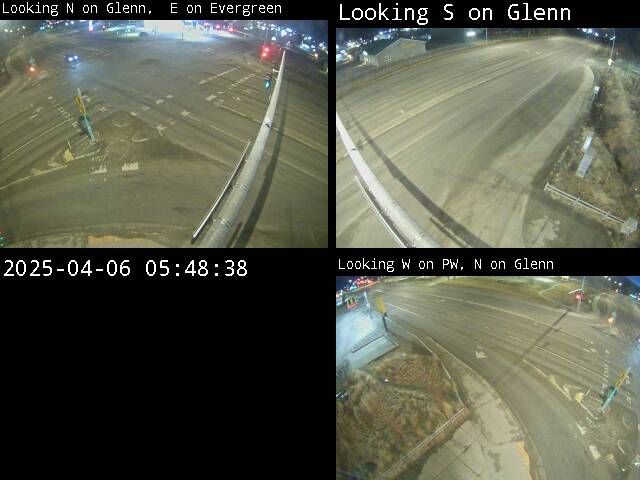 Looking N on Glenn,  E on Evergreen
Looking S on Glenn
2025-04-06 05:48:38
Looking W on PW, N on Glenn